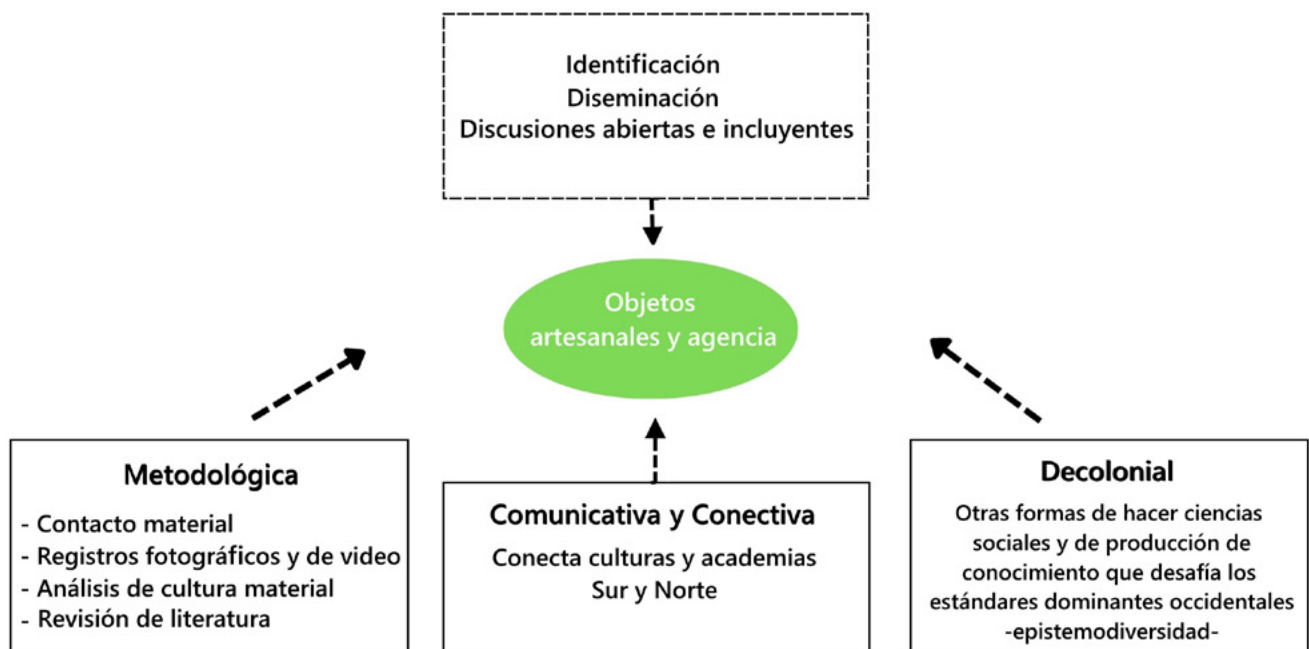 Identificación
Diseminación
Discusiones abiertas e incluyentes
Objetos
artesanales y agencia
Metodológica
- Contacto material
- Registros fotográficos y de video
- Análisis de cultura material
- Revisión de literatura
Comunicativa y Conectiva
Conecta culturas y academias
Sur y Norte
Decolonial
Otras formas de hacer ciencias
sociales y de producción de
conocimiento que desafía los
estándares dominantes occidentales
-epistemodiversidad-